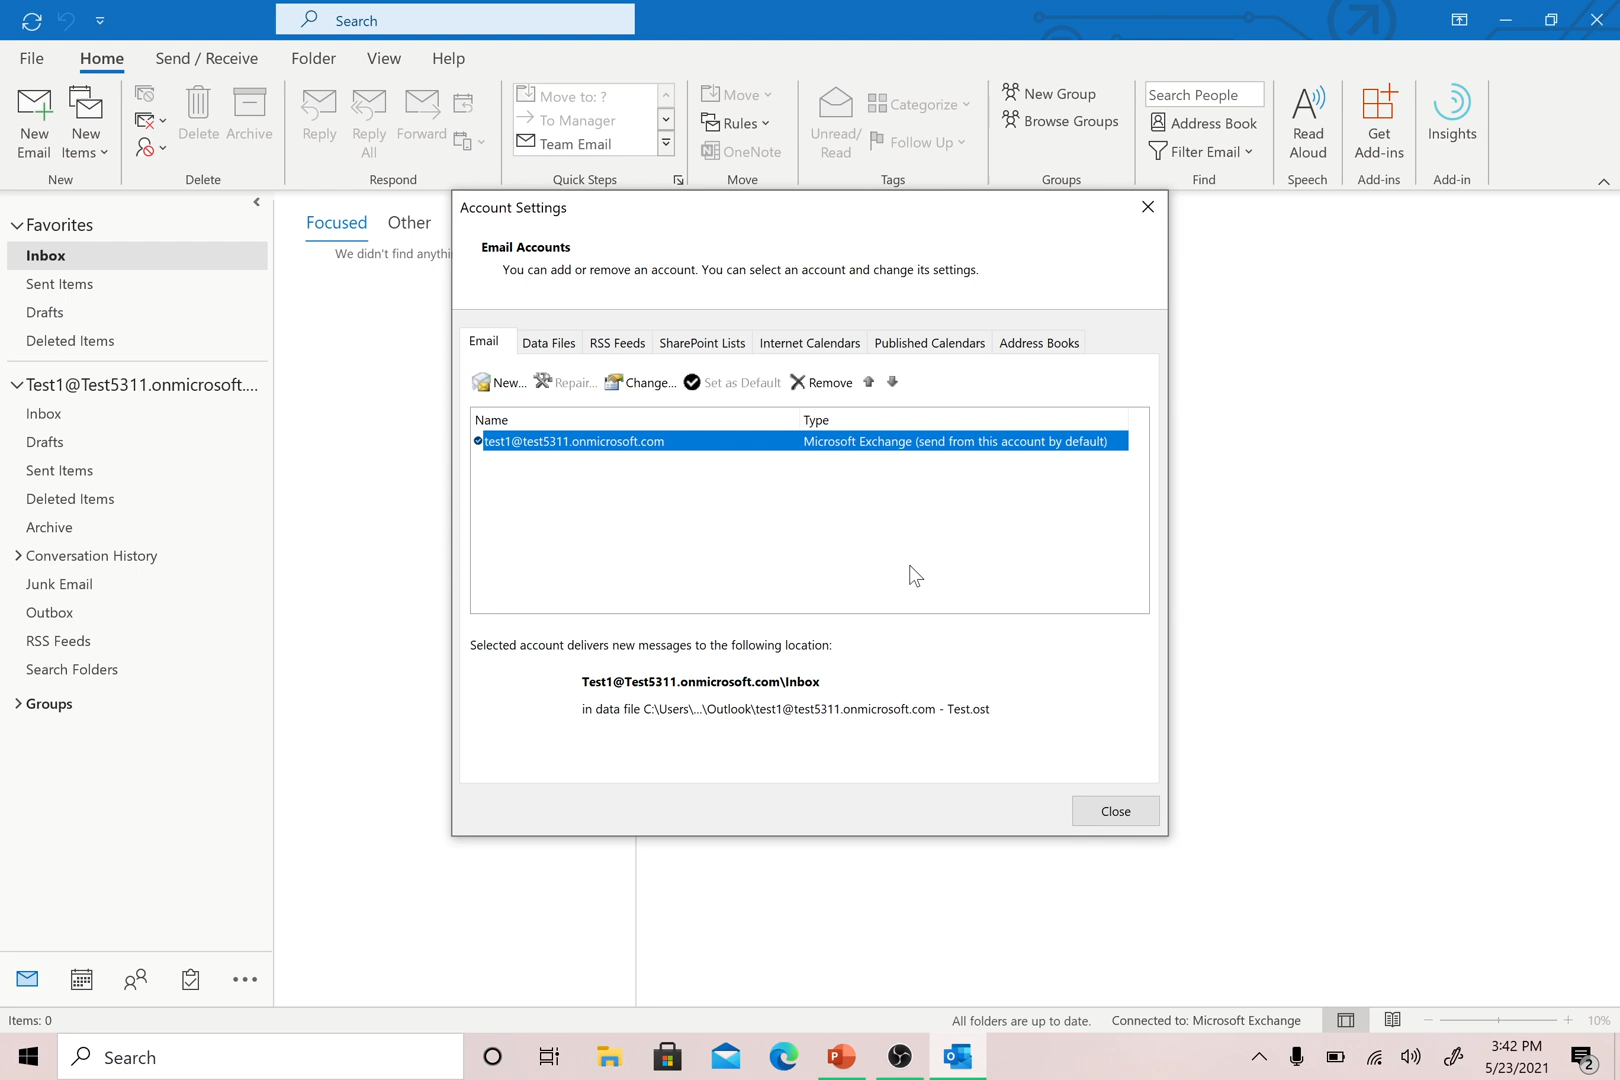 Search
File
Home
Send / Receive
Folder
View
Help
New
Email
New
Items
New
Delete
Archive
Delete
Reply
Reply
All
Forward
Respond
Move to: ?
To Manager
Team Email
Quick Steps
Move
Rules
OneNote
Move
Unread/
Read
Categorize
Follow Up
Tags
New Group
Browse Groups
Groups
Search People
Address Book
Filter Email
Find
Read
Aloud
Speech
Get
Add-ins
Add-ins
Insights
Add-in
Favorites
Inbox
Sent Items
Drafts
Deleted Items
Test1@Test5311.onmicrosoft....
Inbox
Drafts
Sent Items
Deleted Items
Archive
Conversation History
Junk Email
Outbox
RSS Feeds
Search Folders
Groups
Focused
Other
We didn't find anythi
Account Settings
Email Accounts
You can add or remove an account. You can select an account and change its settings.
Email
Data Files
RSS Feeds
SharePoint Lists
Internet Calendars
Published Calendars
Address Books
New...
Repair...
Change...
Set as Default
Remove
Name
Type
test1@test5311.onmicrosoft.com
Microsoft Exchange (send from this account by default)
Selected account delivers new messages to the following location:
Test1@Test5311.onmicrosoft.com\Inbox
in data file C:\Users\...\Outlook\test1@test5311.onmicrosoft.com - Test.ost
Close
Items: 0
All folders are up to date.
Connected to: Microsoft Exchange
10%
Search
3:42 PM
5/23/2021
2